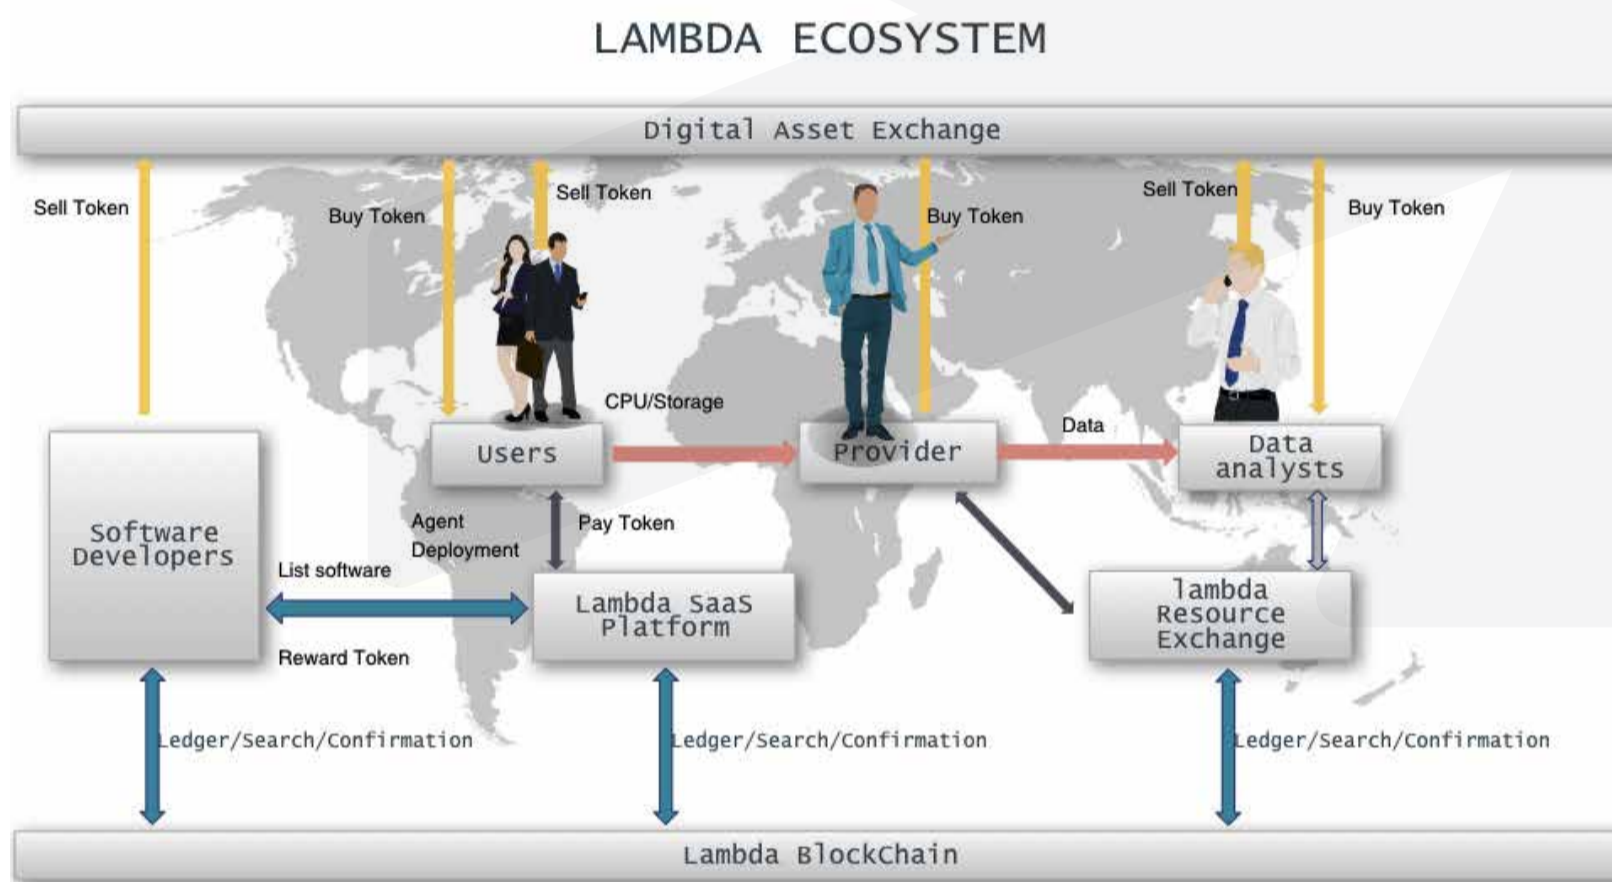 LAMBDA ECOSYSTEM
Digital Asset Exchange
Sell Token
Buy Token
Sell Token
Buy Token
Sell Token
Buy Token
CPU/Storage
Data
Users
Provider
Data
analysts
Software
Developers
Agent
Deployment
Pay Token
List software
Reward Token
Lambda SaaS
Platform
lambda
Resource
Exchange
Ledger/Search/Confirmation
Ledger/Search/Confirmation
Ledger/Search/Confirmation
Lambda BlockChain